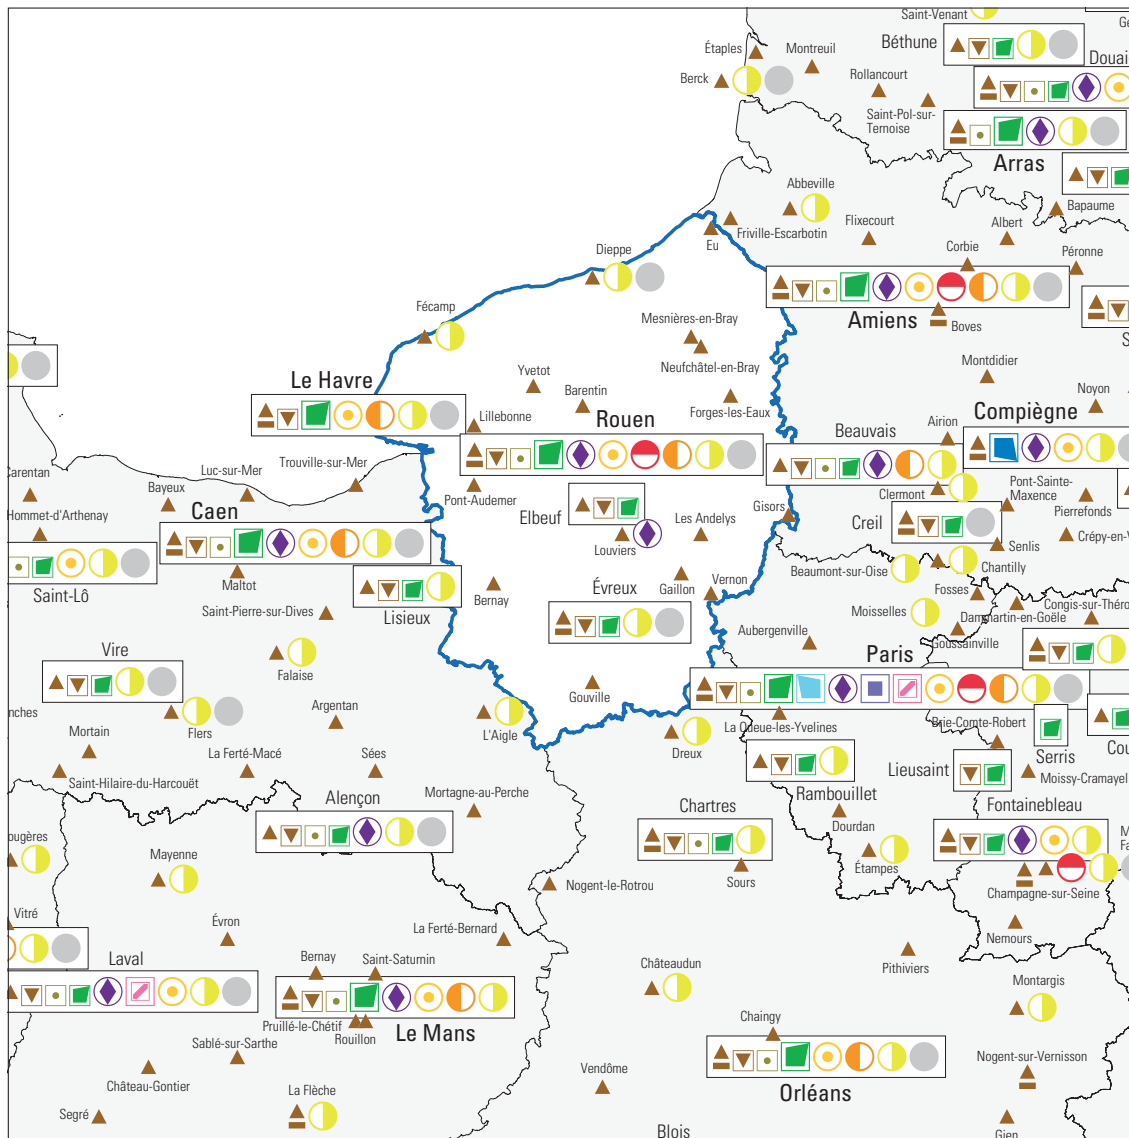 Saint-Venant
Ge
Béthune
Étaples
Montreuil
Douai
Berck
Rollancourt
Saint-Pol-sur-
Ternoise
Arras
Abbeville
Bapaume
Friville-Escarbotin
Flixecourt
Albert
Eu
Dieppe
Corbie
Péronne
Fécamp
Amiens
Boves
Mesnières-en-Bray
S
Neufchâtel-en-Bray
Montdidier
Le Havre
Yvetot
Barentin
Noyon
Forges-les-Eaux
Lillebonne
Rouen
Compiègne
Airion
Beauvais
Trouville-sur-Mer
Luc-sur-Mer
Carentan
Bayeux
Pont-Audemer
Clermont
Pont-Sainte-
Maxence
Pierrefonds
Hommet-d'Arthenay
Caen
Elbeuf
Gisors
Les Andelys
Creil
Louviers
Crépy-en-V
Senlis
Chantilly
Beaumont-sur-Oise
Maltot
Saint-Lô
Lisieux
Bernay
Évreux
Gaillon
Vernon
Fosses
Saint-Pierre-sur-Dives
Moisselles
Congis-sur-Théro
Dammartin-en-Goële
Aubergenville
Goussainville
Vire
Paris
Falaise
Gouville
nches
Flers
Argentan
L'Aigle
Dreux
La Queue-les-Yvelines
Brie-Comte-Robert
Mortain
La Ferté-Macé
Sées
Serris
Cou
Saint-Hilaire-du-Harcouët
Lieusaint
Moissy-Cramayel
Alençon
Mortagne-au-Perche
Rambouillet
Chartres
Fontainebleau
Dourdan
ougères
Mayenne
M
Fa
Étampes
Sours
Nogent-le-Rotrou
Champagne-sur-Seine
Vitré
Évron
La Ferté-Bernard
Nemours
Laval
Bernay
Saint-Saturnin
Châteaudun
Pithiviers
Montargis
Pruillé-le-Chétif
Le Mans
Rouillon
Chaingy
Sablé-sur-Sarthe
Nogent-sur-Vernisson
Château-Gontier
Vendôme
Orléans
La Flèche
Segré
Blois
Gien